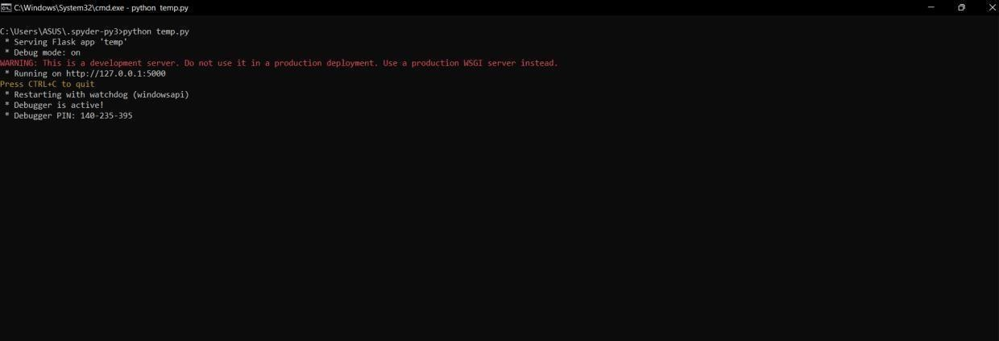 C:\Windows\System32\cmd.exe - python  temp.py
C:\Users\ASUS\.spyder-py3>python temp.py
 * Serving Flask app 'temp'
 * Debug mode: on
WARNING: This is a development server. Do not use it in a production deployment. Use a production WSGI server instead.
 * Running on http://127.0.0.1:5000
Press CTRL+C to quit
 * Restarting with watchdog (windowsapi)
 * Debugger is active!
 * Debugger PIN: 140-235-395